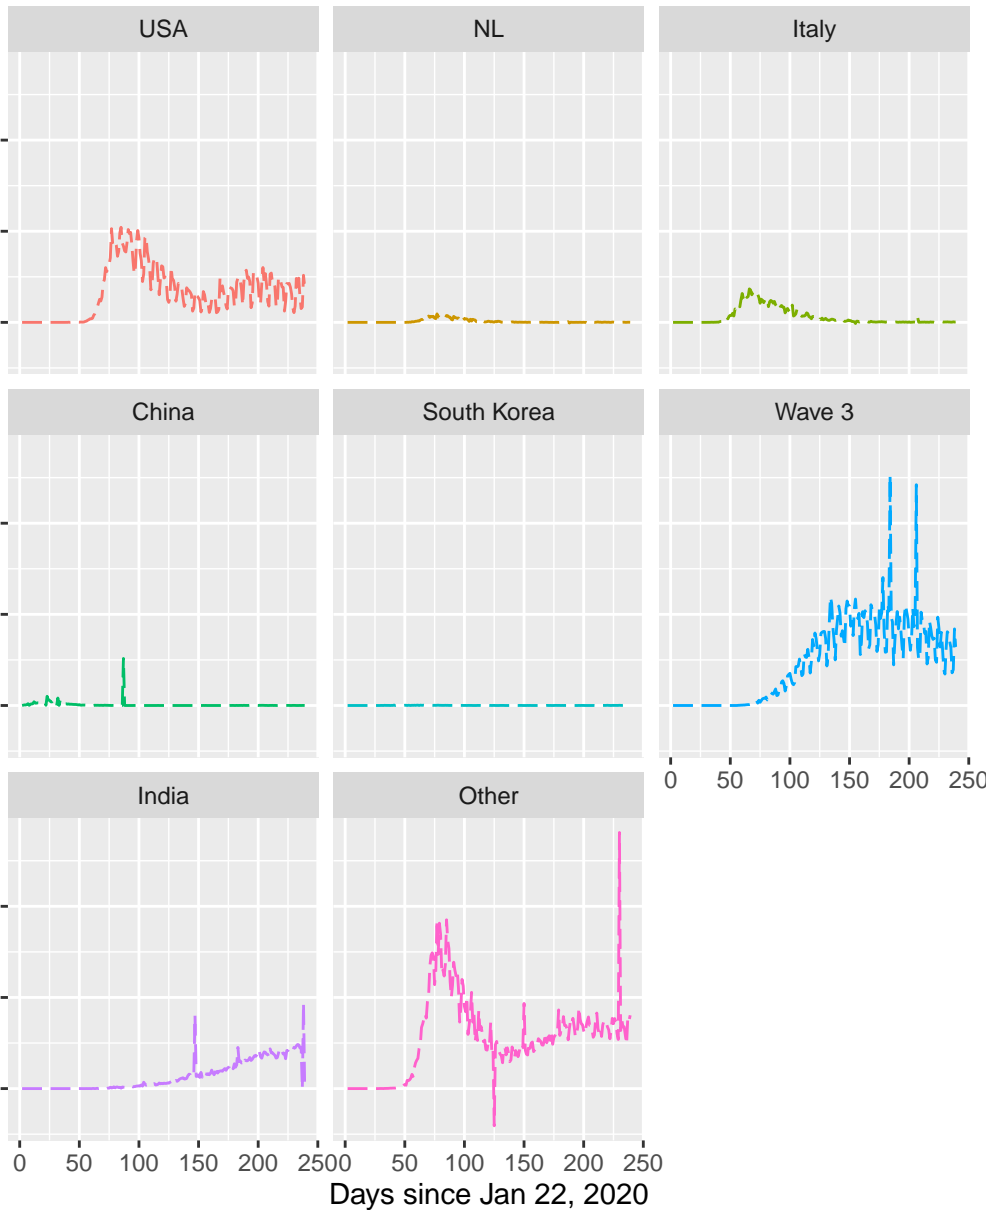 USA NL Italy
China South Korea Wave 3
0 50 100 150 200 250
India Other
0 50 100 150 200 250 0 50 100 150 200 250
Days since Jan 22, 2020